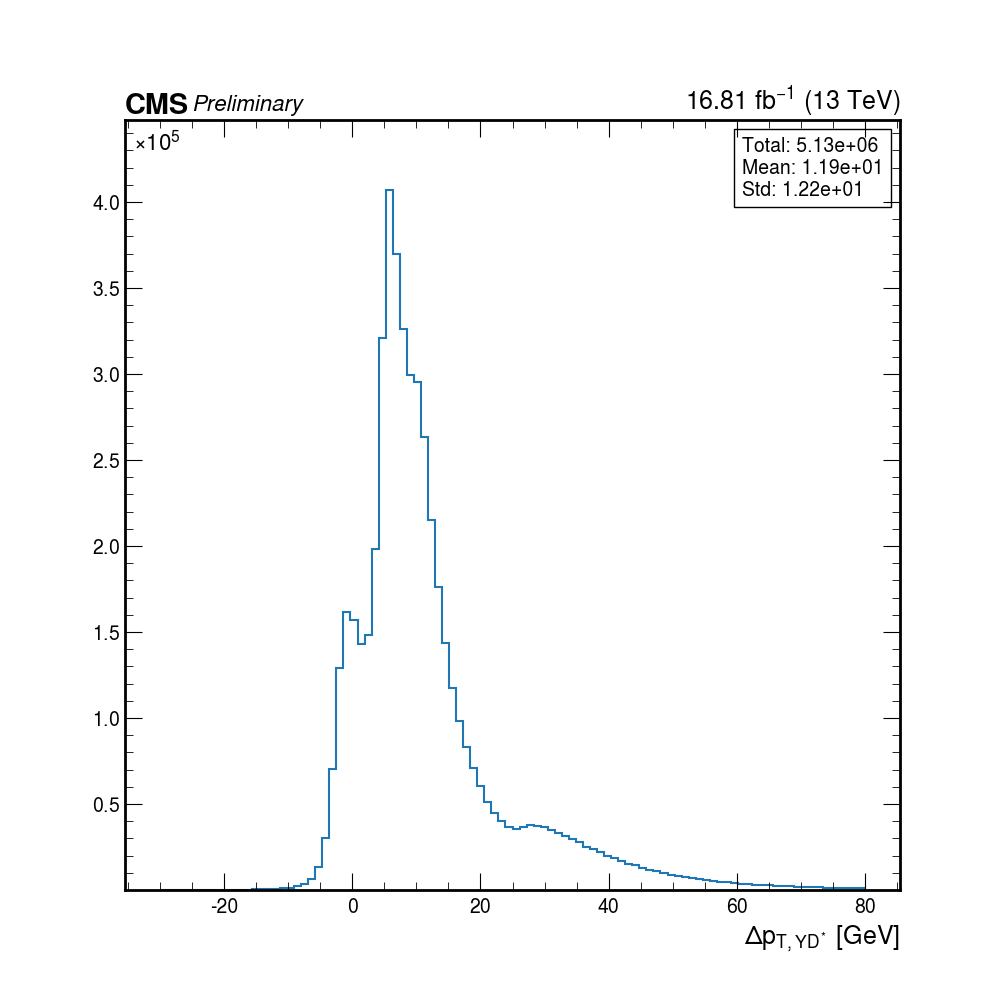 CMS Preliminary
16.81 fb⁻¹ (13 TeV)
×10⁵
Total: 5.13e+06
Mean: 1.19e+01
Std: 1.22e+01
4.0
3.5
3.0
2.5
2.0
1.5
1.0
0.5
-20 0 20 40 60 80
Δp_{T, YD*} [GeV]